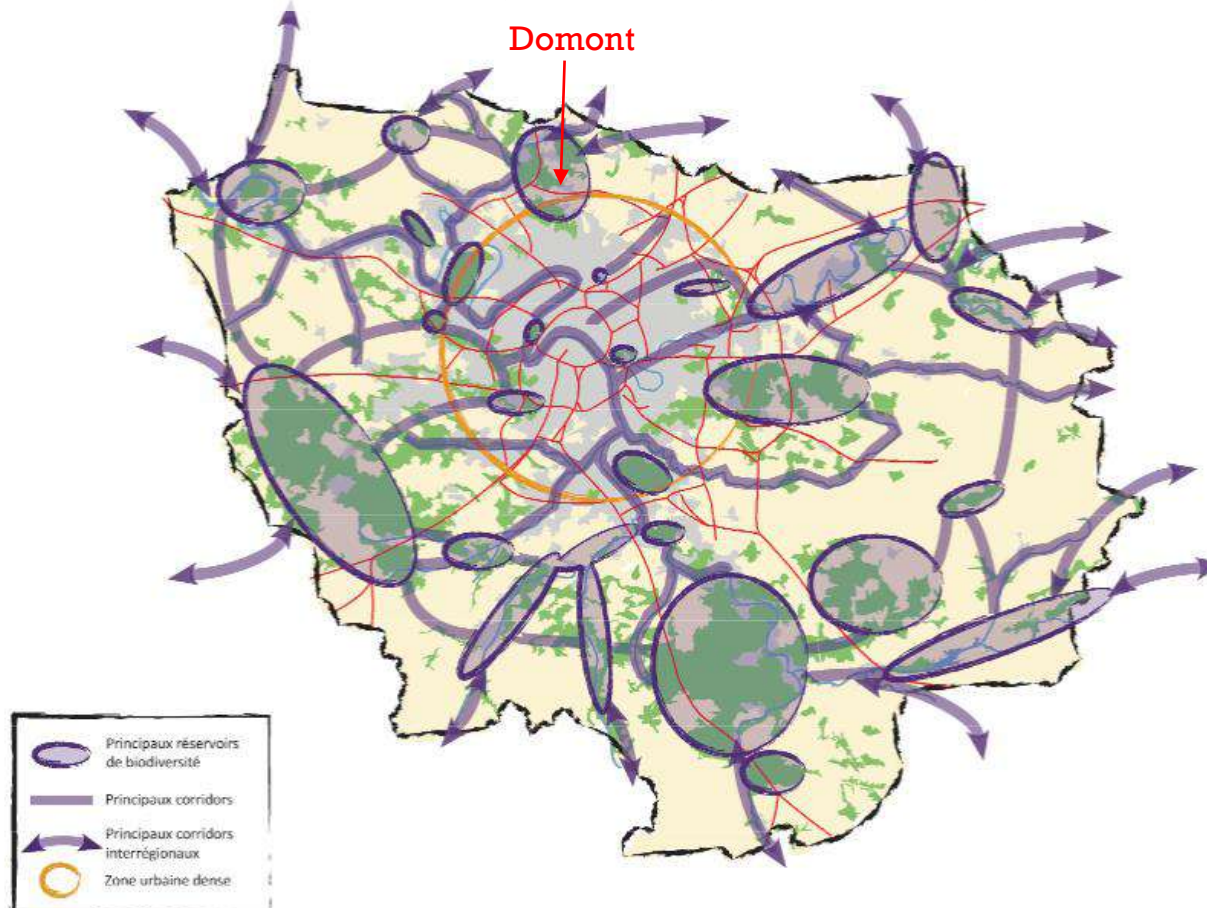 Domont
Principaux réservoirs
de biodiversité
Principaux corridors
Principaux corridors
interrégionaux
Zone urbaine dense